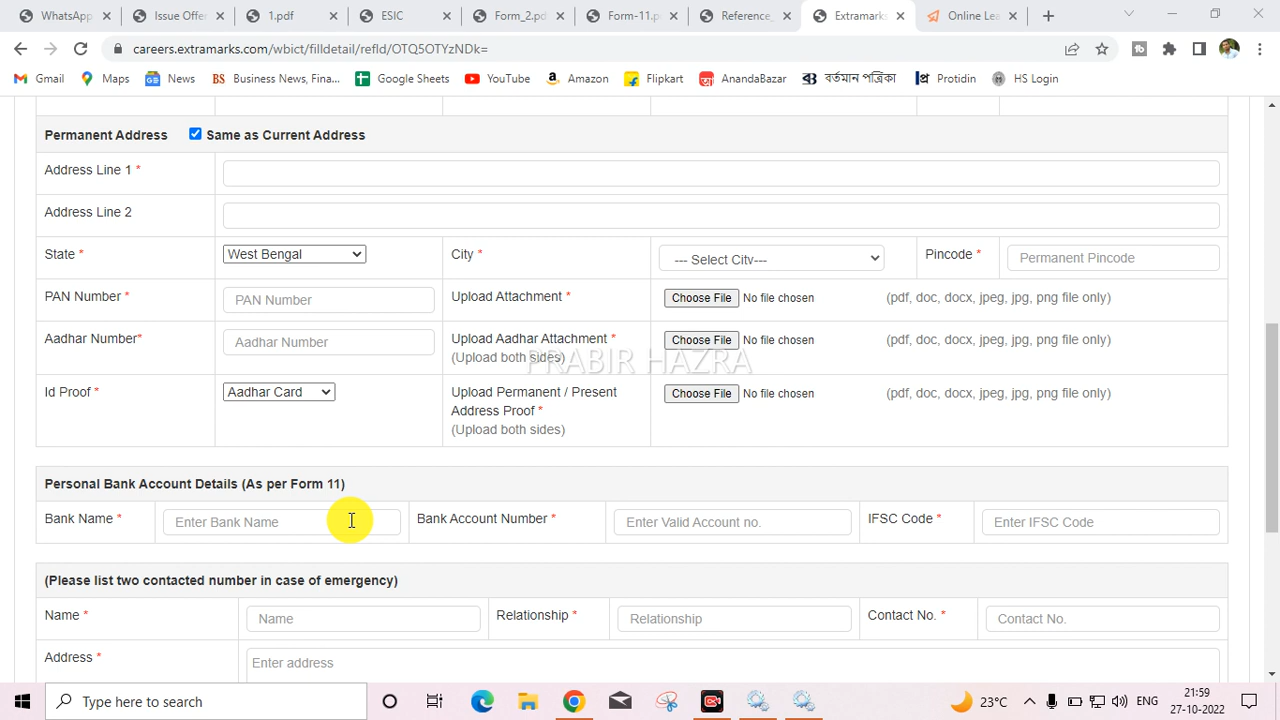 WhatsApp
Issue Offer
1.pdf
ESIC
Form_2.pd
Form-11.p
Reference_
Extramarks
Online Lea
careers.extramarks.com/wbict/filldetail/refId/OTQ5OTYzNDk=
Gmail
Maps
News
BS Business News, Fina...
Google Sheets
YouTube
Amazon
Flipkart
AnandaBazar
বর্তমান পত্রিকা
Protidin
HS Login
Permanent Address Same as Current Address
Address Line 1 *
Address Line 2
State * West Bengal City * --- Select City--- Pincode * Permanent Pincode
PAN Number * PAN Number Upload Attachment * Choose File No file chosen (pdf, doc, docx, jpeg, jpg, png file only)
Aadhar Number* Aadhar Number Upload Aadhar Attachment * Choose File No file chosen (pdf, doc, docx, jpeg, jpg, png file only)
(Upload both sides)
PRABIR HAZRA
Id Proof * Aadhar Card Upload Permanent / Present Choose File No file chosen (pdf, doc, docx, jpeg, jpg, png file only)
Address Proof *
(Upload both sides)
Personal Bank Account Details (As per Form 11)
Bank Name * Enter Bank Name Bank Account Number * Enter Valid Account no. IFSC Code * Enter IFSC Code
(Please list two contacted number in case of emergency)
Name * Name Relationship * Relationship Contact No. * Contact No.
Address * Enter address
Type here to search
23°C
ENG
21:59
27-10-2022